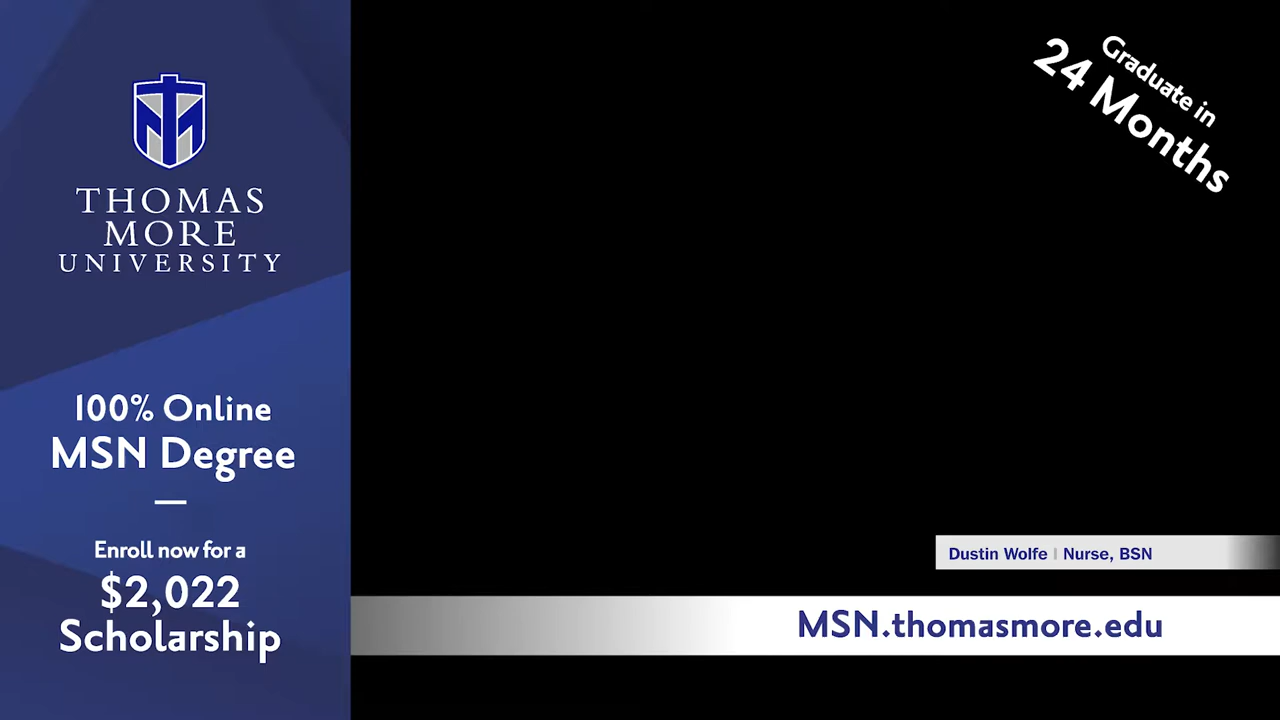 THOMAS
MORE
UNIVERSITY
100% Online
MSN Degree
Enroll now for a
$2,022
Scholarship
Graduate in
24 Months
Dustin Wolfe | Nurse, BSN
MSN.thomasmore.edu